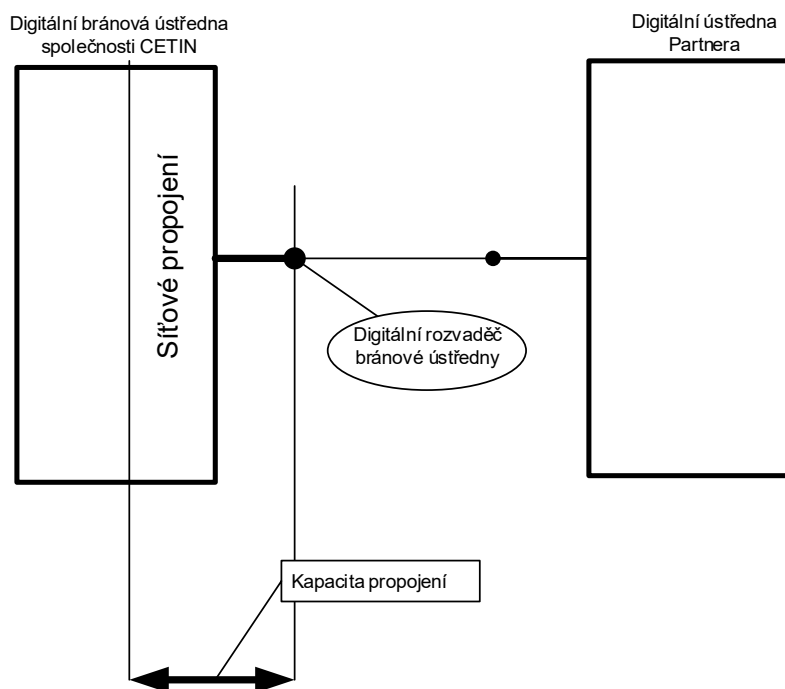 Digitální bránová ústředna
společnosti CETIN
Digitální ústředna
Partnera
Síťové propojení
Digitální rozvaděč
bránové ústředny
Kapacita propojení